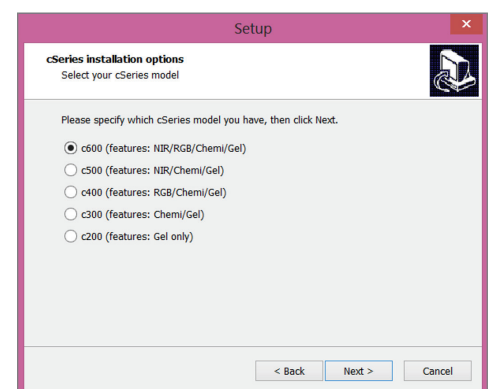 Setup
cSeries installation options
Select your cSeries model
Please specify which cSeries model you have, then click Next.
c600 (features: NIR/RGB/Chemi/Gel)
c500 (features: NIR/Chemi/Gel)
c400 (features: RGB/Chemi/Gel)
c300 (features: Chemi/Gel)
c200 (features: Gel only)
< Back Next > Cancel